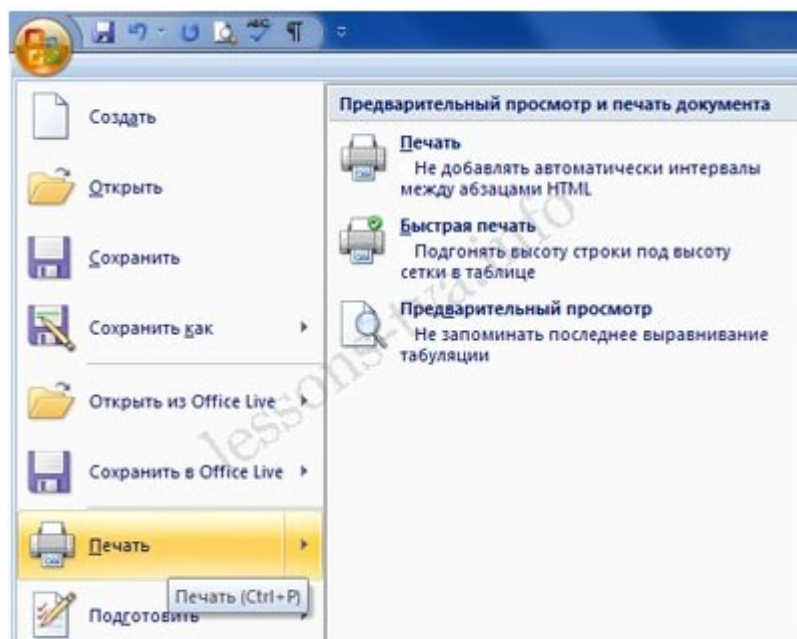 Создать
Открыть
Сохранить
Сохранить как
Открыть из Office Live
Сохранить в Office Live
Печать
Печать (Ctrl+P)
Подготовить
Предварительный просмотр и печать документа
Печать
Не добавлять автоматически интервалы
между абзацами HTML
Быстрая печать
Подгонять высоту строки под высоту
сетки в таблице
Предварительный просмотр
Не запоминать последнее выравнивание
табуляции
lessons-tva.info